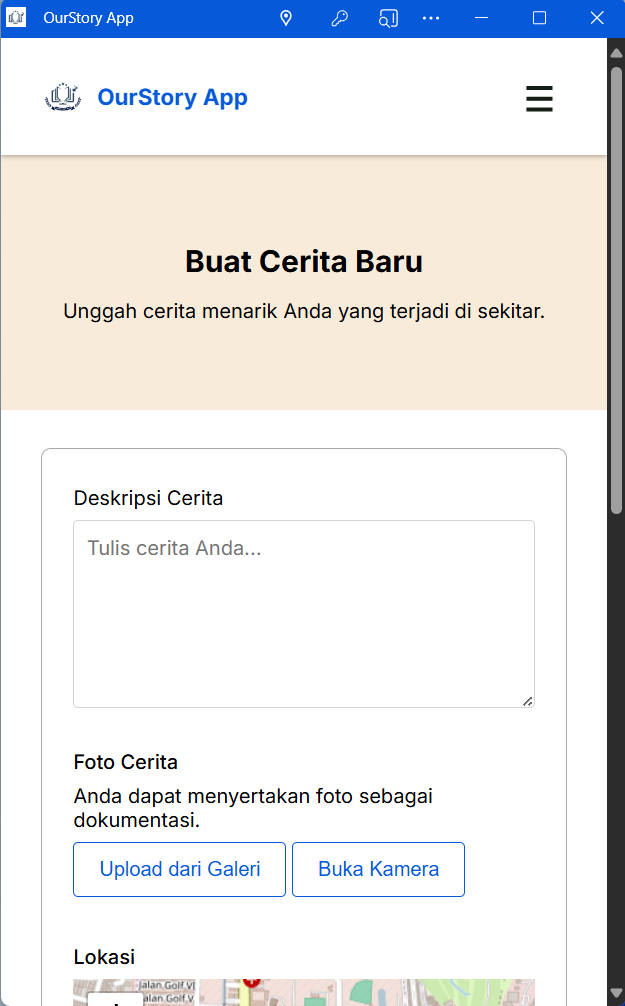 OurStory App
OurStory App
Buat Cerita Baru
Unggah cerita menarik Anda yang terjadi di sekitar.
Deskripsi Cerita
Tulis cerita Anda...
Foto Cerita
Anda dapat menyertakan foto sebagai
dokumentasi.
Upload dari Galeri
Buka Kamera
Lokasi
Jalan.Golf.VI
alan.Golf.V